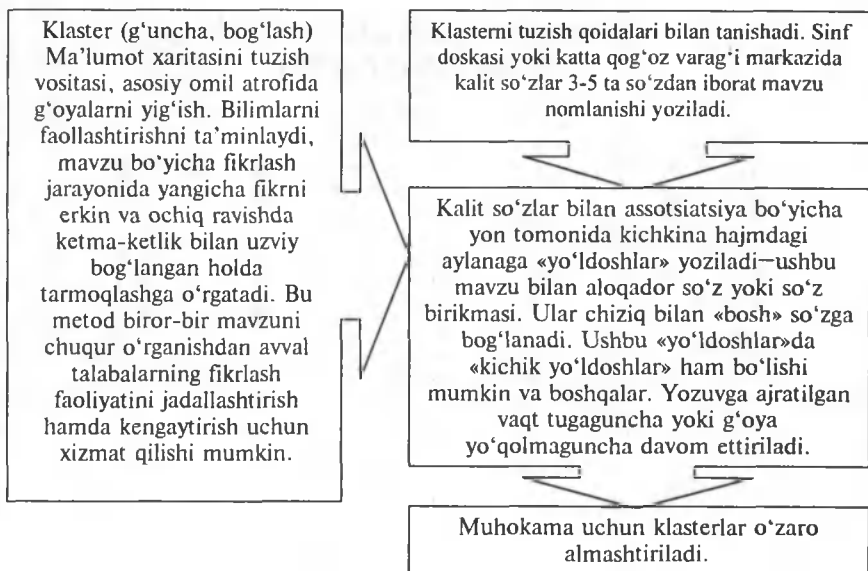 Klaster (g‘uncha, bog‘lash)
Ma’lumot xaritasini tuzish
vositasi, asosiy omil atrofida
g‘oyalarni yig‘ish. Bilimlarni
faollashtirishni ta’minlaydi,
mavzu bo‘yicha fikrlash
jarayonida yangicha fikrni
erkin va ochiq ravishda
ketma-ketlik bilan uzviy
bog‘langan holda
tarmoqlashga o‘rgatadi. Bu
metod biror-bir mavzuni
chuqur o‘rganishdan avval
talabalarning fikrlash
faoliyatini jadallashtirish
hamda kengaytirish uchun
xizmat qilishi mumkin.
Klasterni tuzish qoidalari bilan tanishadi. Sinf
doskasi yoki katta qog‘oz varag‘i markazida
kalit so‘zlar 3-5 ta so‘zdan iborat mavzu
nomlanishi yoziladi.
Kalit so‘zlar bilan assotsiatsiya bo‘yicha
yon tomonida kichkina hajmdagi
aylanaga «yo‘ldoshlar» yoziladi—ushbu
mavzu bilan aloqador so‘z yoki so‘z
birikmasi. Ular chiziq bilan «bosh» so‘zga
bog‘lanadi. Ushbu «yo‘ldoshlar»da
«kichik yo‘ldoshlar» ham bo‘lishi
mumkin va boshqalar. Yozuvga ajratilgan
vaqt tugaguncha yoki g‘oya
yo‘qolmaguncha davom ettiriladi.
Muhokama uchun klasterlar o‘zaro
almashtiriladi.